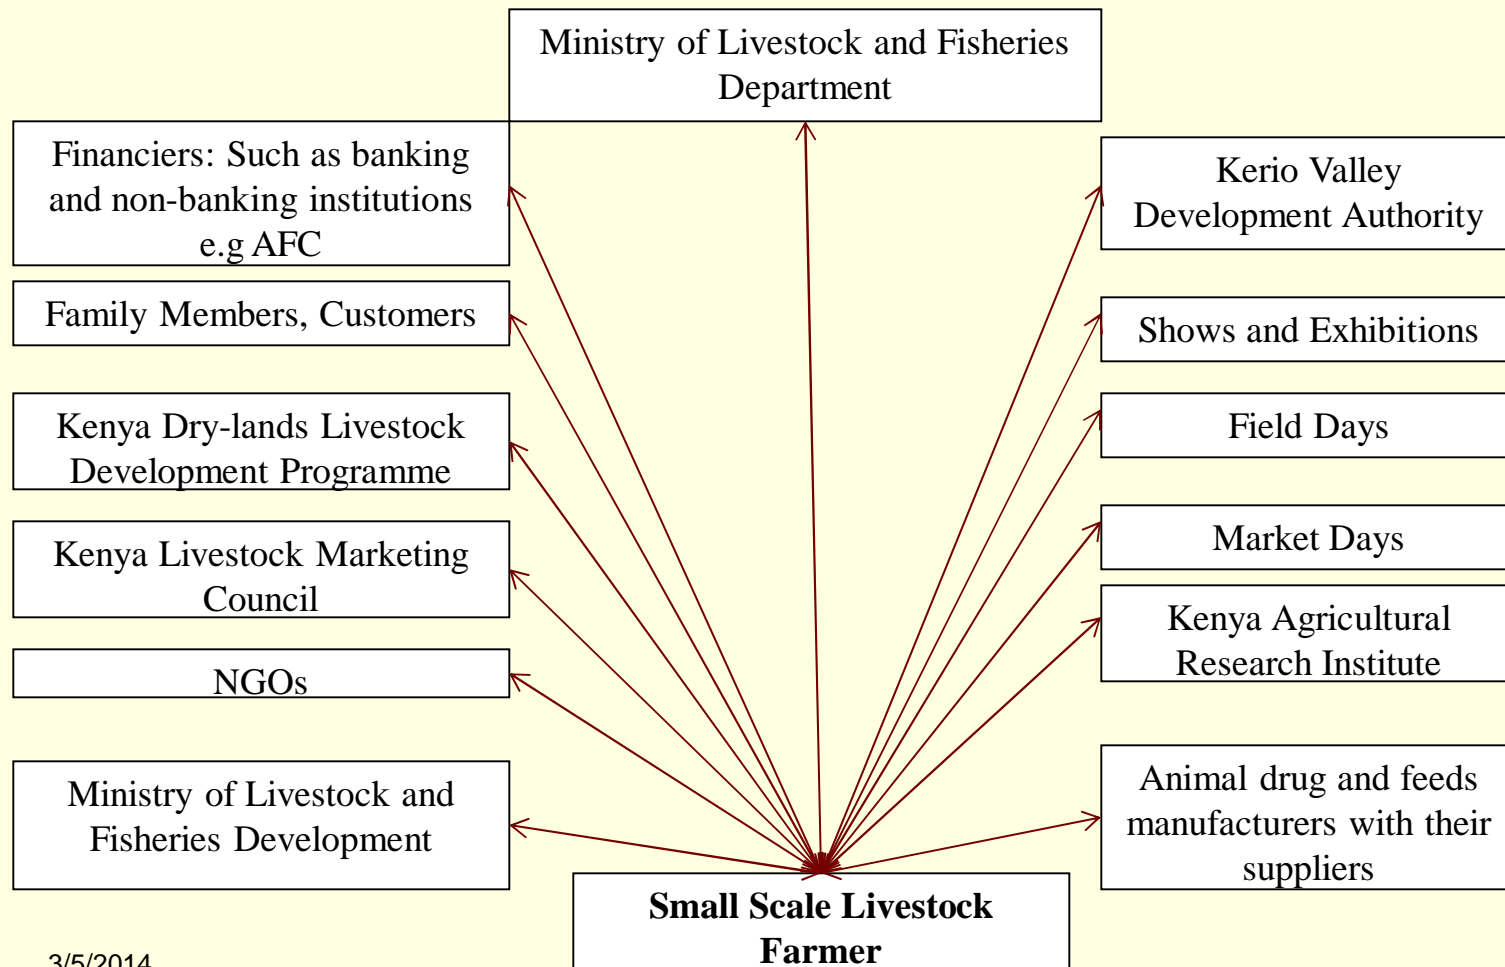 Ministry of Livestock and Fisheries
Department
Financiers: Such as banking
and non-banking institutions
e.g AFC
Family Members, Customers
Kenya Dry-lands Livestock
Development Programme
Kenya Livestock Marketing
Council
NGOs
Ministry of Livestock and
Fisheries Development
Kerio Valley
Development Authority
Shows and Exhibitions
Field Days
Market Days
Kenya Agricultural
Research Institute
Animal drug and feeds
manufacturers with their
suppliers
Small Scale Livestock
Farmer
3/5/2014